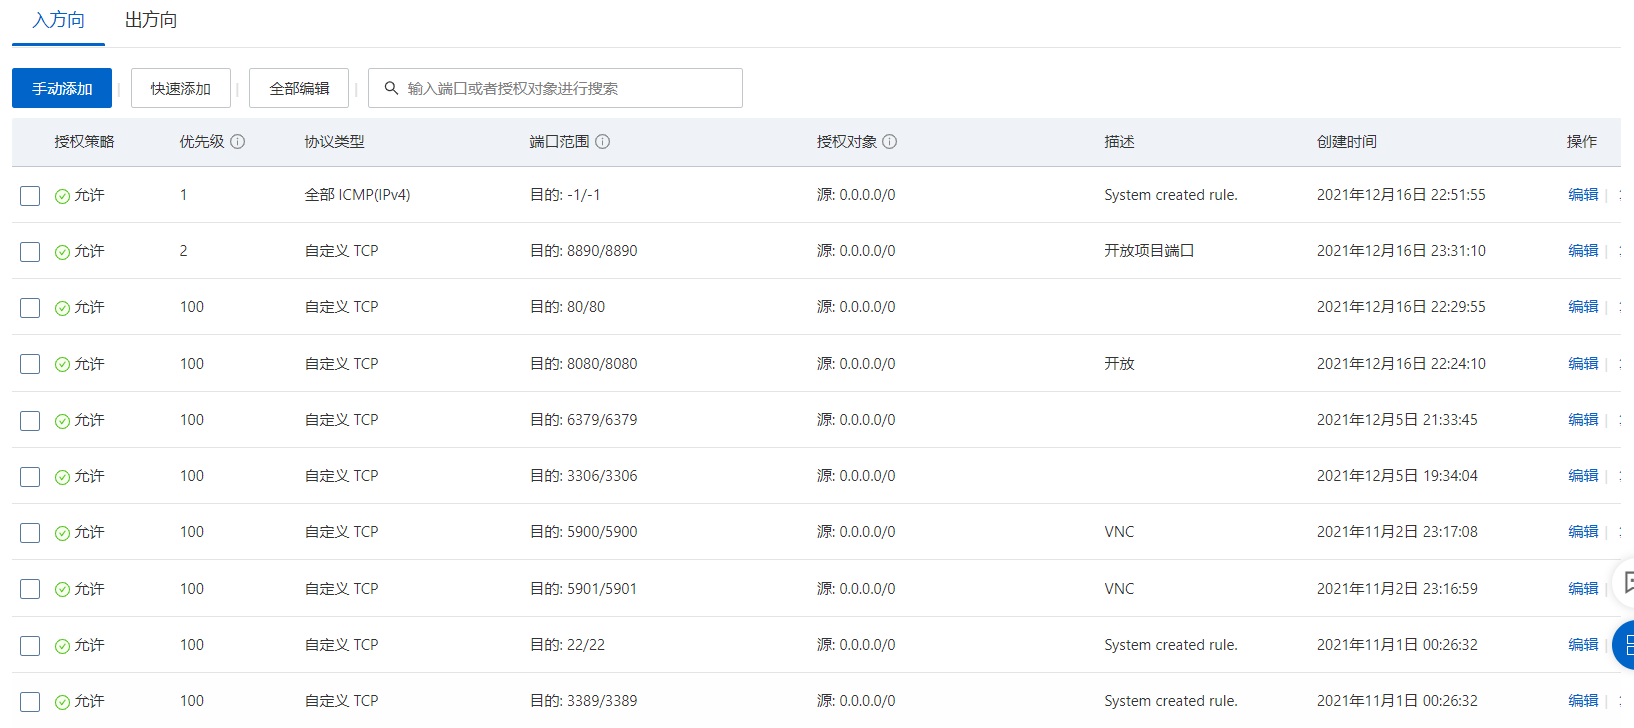 入方向 出方向
手动添加 快速添加 全部编辑 输入端口或者授权对象进行搜索
授权策略 优先级 协议类型 端口范围 授权对象 描述 创建时间 操作
允许 1 全部 ICMP(IPv4) 目的: -1/-1 源: 0.0.0.0/0 System created rule. 2021年12月16日 22:51:55 编辑
允许 2 自定义 TCP 目的: 8890/8890 源: 0.0.0.0/0 开放项目端口 2021年12月16日 23:31:10 编辑
允许 100 自定义 TCP 目的: 80/80 源: 0.0.0.0/0 2021年12月16日 22:29:55 编辑
允许 100 自定义 TCP 目的: 8080/8080 源: 0.0.0.0/0 开放 2021年12月16日 22:24:10 编辑
允许 100 自定义 TCP 目的: 6379/6379 源: 0.0.0.0/0 2021年12月5日 21:33:45 编辑
允许 100 自定义 TCP 目的: 3306/3306 源: 0.0.0.0/0 2021年12月5日 19:34:04 编辑
允许 100 自定义 TCP 目的: 5900/5900 源: 0.0.0.0/0 VNC 2021年11月2日 23:17:08 编辑
允许 100 自定义 TCP 目的: 5901/5901 源: 0.0.0.0/0 VNC 2021年11月2日 23:16:59 编辑
允许 100 自定义 TCP 目的: 22/22 源: 0.0.0.0/0 System created rule. 2021年11月1日 00:26:32 编辑
允许 100 自定义 TCP 目的: 3389/3389 源: 0.0.0.0/0 System created rule. 2021年11月1日 00:26:32 编辑